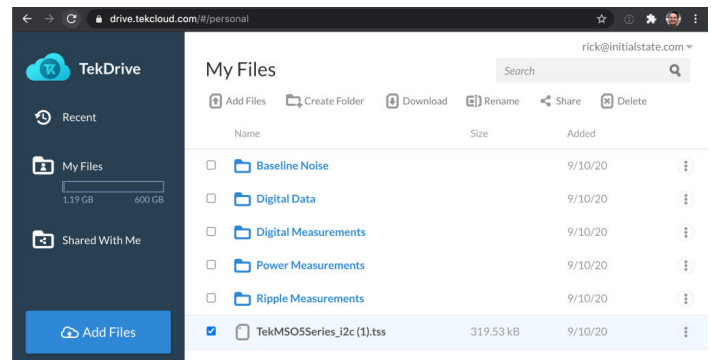 drive.tekcloud.com/#/personal
rick@initialstate.com
TekDrive
My Files
Search
Add Files Create Folder Download Rename Share Delete
Recent
Name Size Added
My Files
1.19 GB 600 GB
Shared With Me
Add Files
Baseline Noise 9/10/20
Digital Data 9/10/20
Digital Measurements 9/10/20
Power Measurements 9/10/20
Ripple Measurements 9/10/20
TekMSO5Series_i2c (1).tss 319.53 kB 9/10/20